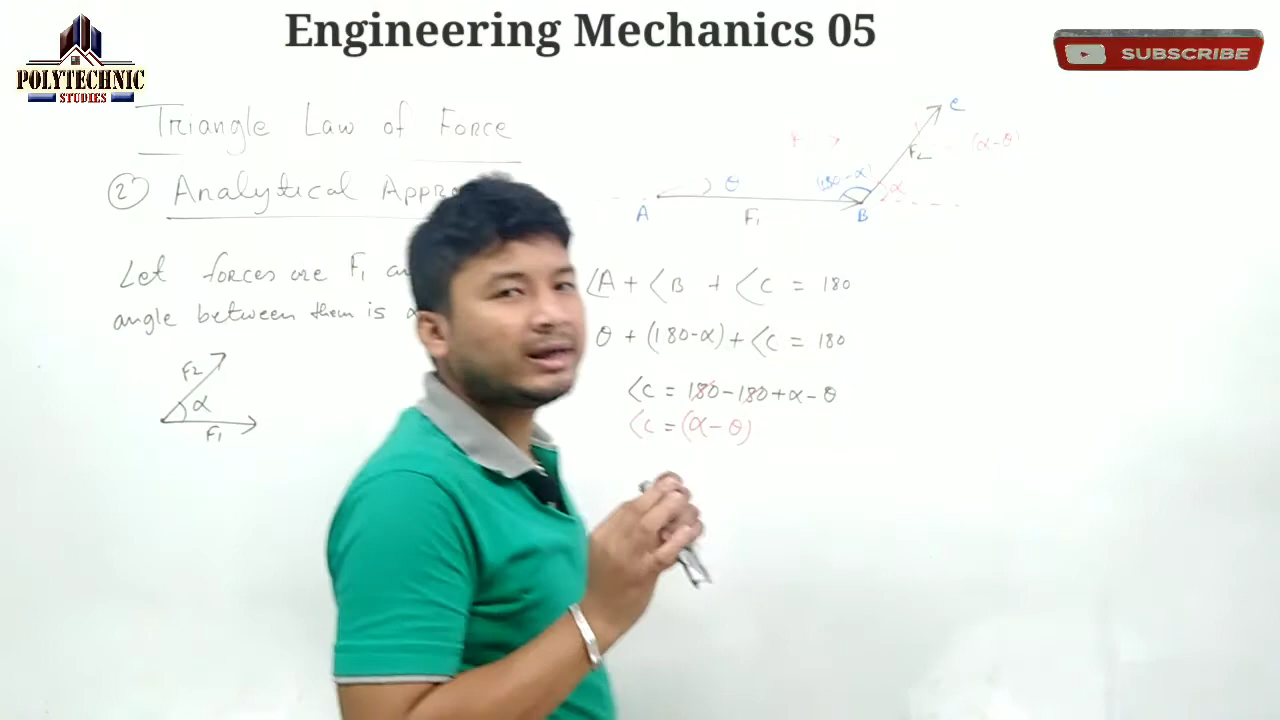 Engineering Mechanics 05
POLYTECHNIC
STUDIES
SUBSCRIBE
Triangle Law of Force
2 Analytical Appr
Let forces are F1 an
angle between them is α
F2
α
F1
C
(α-θ)
F2
(180-α)
α
θ
A
F1
B
∠A + ∠B + ∠C = 180
θ + (180-α) + ∠C = 180
∠C = 180-180+α-θ
∠C = (α-θ)